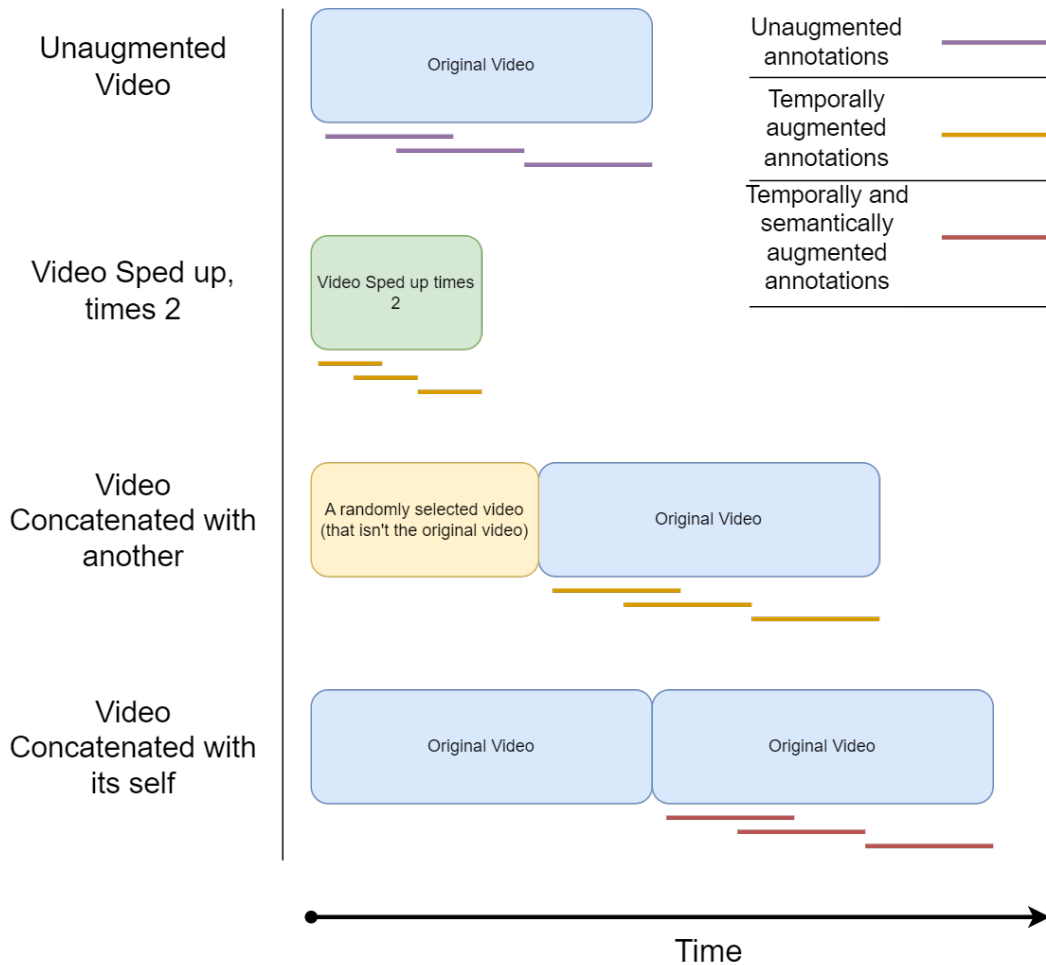 Unaugmented
Video
Original Video
Unaugmented
annotations
Temporally
augmented
annotations
Temporally and
semantically
augmented
annotations
Video Sped up,
times 2
Video Sped up times
2
Video
Concatenated with
another
A randomly selected video
(that isn't the original video)
Original Video
Video
Concatenated with
its self
Original Video
Original Video
Time